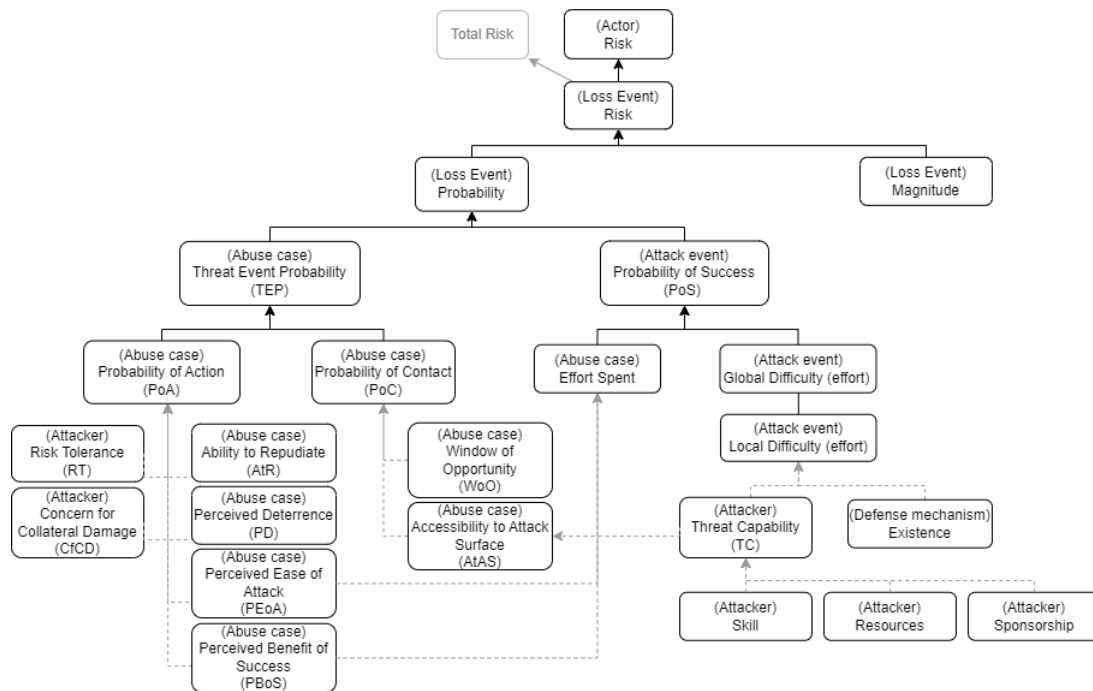 Total Risk
(Actor)
Risk
(Loss Event)
Risk
(Loss Event)
Probability
(Loss Event)
Magnitude
(Abuse case)
Threat Event Probability
(TEP)
(Attack event)
Probability of Success
(PoS)
(Abuse case)
Probability of Action
(PoA)
(Abuse case)
Probability of Contact
(PoC)
(Abuse case)
Effort Spent
(Attack event)
Global Difficulty (effort)
(Attack event)
Local Difficulty (effort)
(Attacker)
Risk Tolerance
(RT)
(Abuse case)
Ability to Repudiate
(AtR)
(Abuse case)
Window of
Opportunity
(WoO)
(Attacker)
Concern for
Collateral Damage
(CfCD)
(Abuse case)
Perceived Deterrence
(PD)
(Abuse case)
Accessibility to Attack
Surface
(AtAS)
(Attacker)
Threat Capability
(TC)
(Defense mechanism)
Existence
(Abuse case)
Perceived Ease of
Attack
(PEoA)
(Abuse case)
Perceived Benefit of
Success
(PBoS)
(Attacker)
Skill
(Attacker)
Resources
(Attacker)
Sponsorship